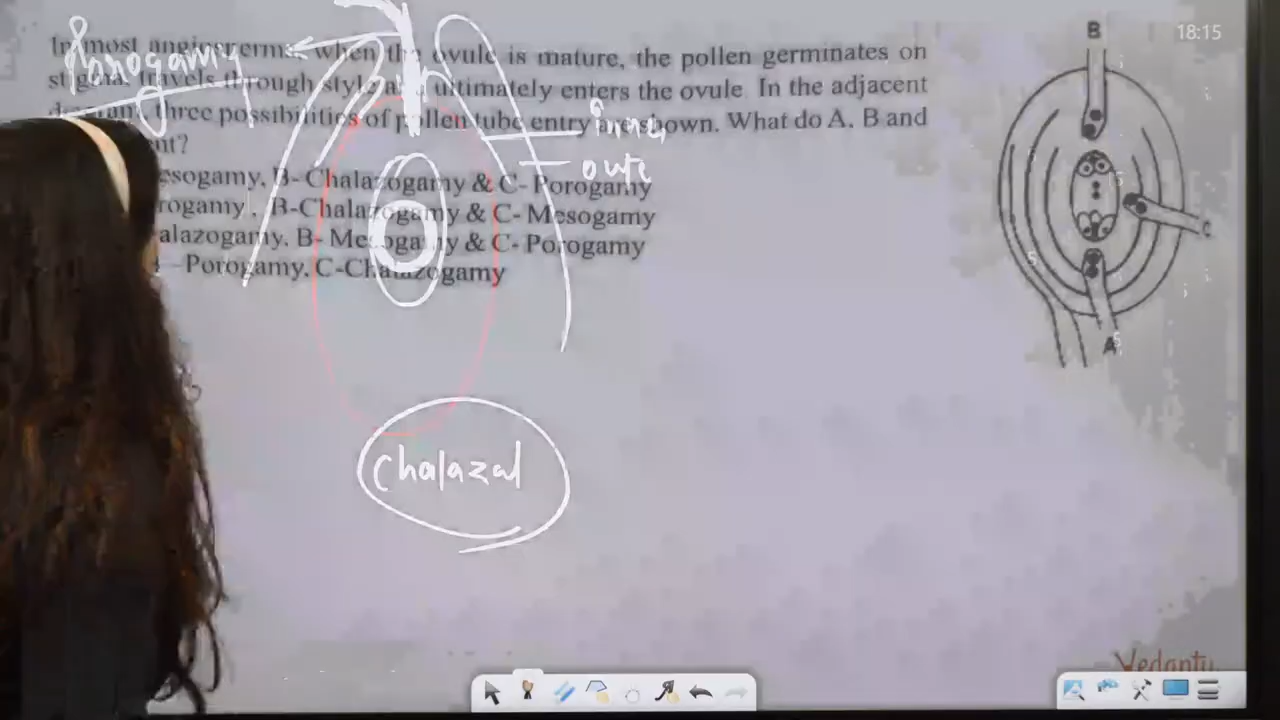 18:15
B
In most angiosperms when the ovule is mature, the pollen germinates on
stigma, travels through style and ultimately enters the ovule. In the adjacent
three possibilities of pollen tube entry are shown. What do A, B and
esogamy, B- Chalazogamy & C- Porogamy
rogamy, B-Chalazogamy & C- Mesogamy
alazogamy, B- Mesogamy & C- Porogamy
–Porogamy, C-Chalazogamy
Porogamy
inne
oute
C
A
Chalazal
Vedantu